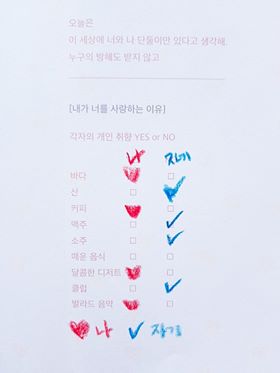 오늘은
이 세상에 너와 나 단둘이만 있다고 생각해.
누구의 방해도 받지 않고
[내가 너를 사랑하는 이유]
각자의 개인 취향 YES or NO
나 자기
바다
산
커피
맥주
소주
매운 음식
달콤한 디저트
클럽
발라드 음악
나 자기